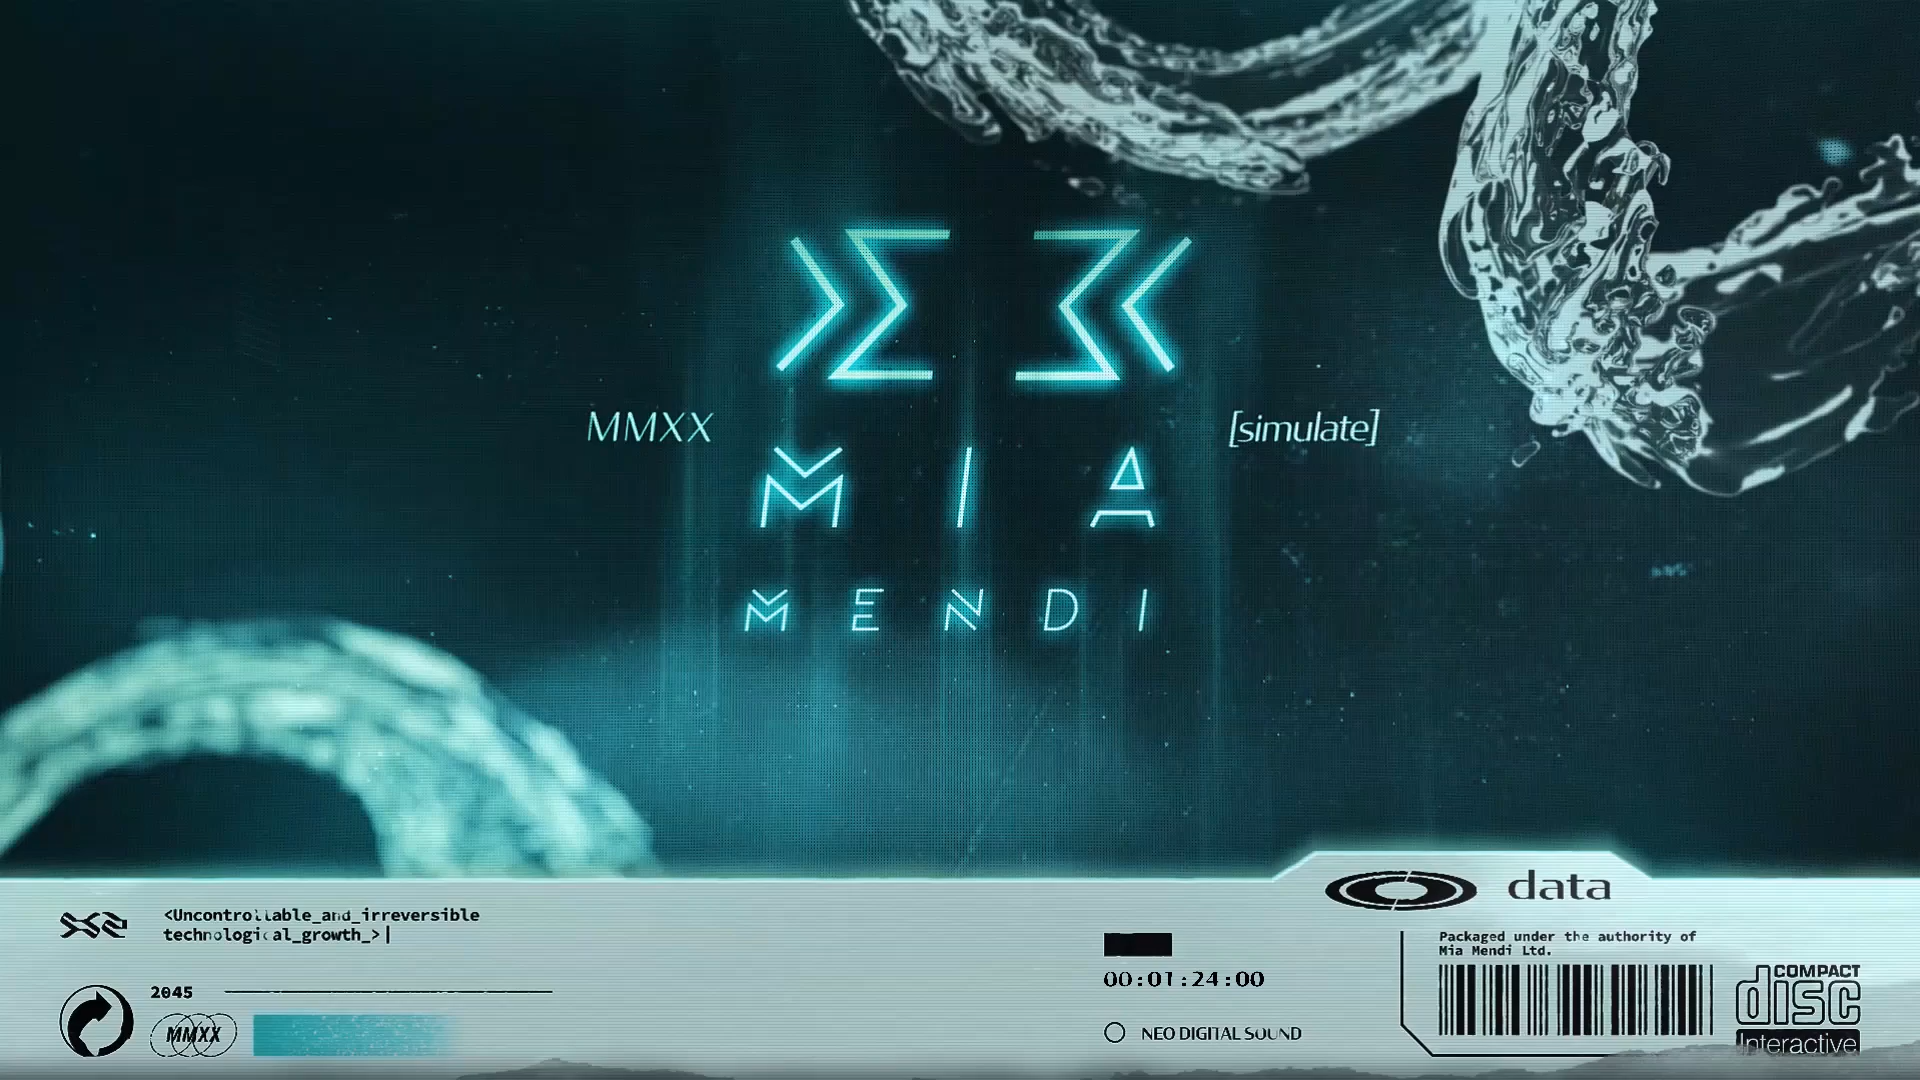 MMXX
[simulate]
MIA
MENDI
data
<Uncontrollable_and_irreversible
technological_growth_>|
Packaged under the authority of
Mia Mendi Ltd.
00:01:24:00
2045
MMXX
NEO DIGITAL SOUND
COMPACT
disc
Interactive